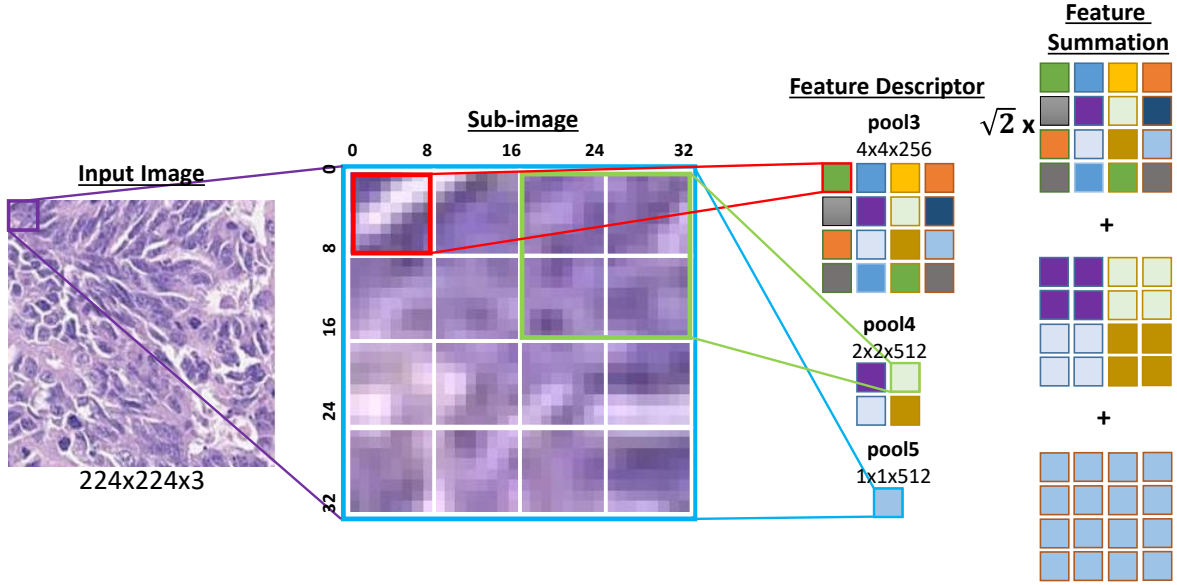 Feature
Summation
Feature Descriptor
√2 x
pool3
4x4x256
Sub-image
0 8 16 24 32
0
8
16
24
32
Input Image
224x224x3
+
pool4
2x2x512
+
pool5
1x1x512